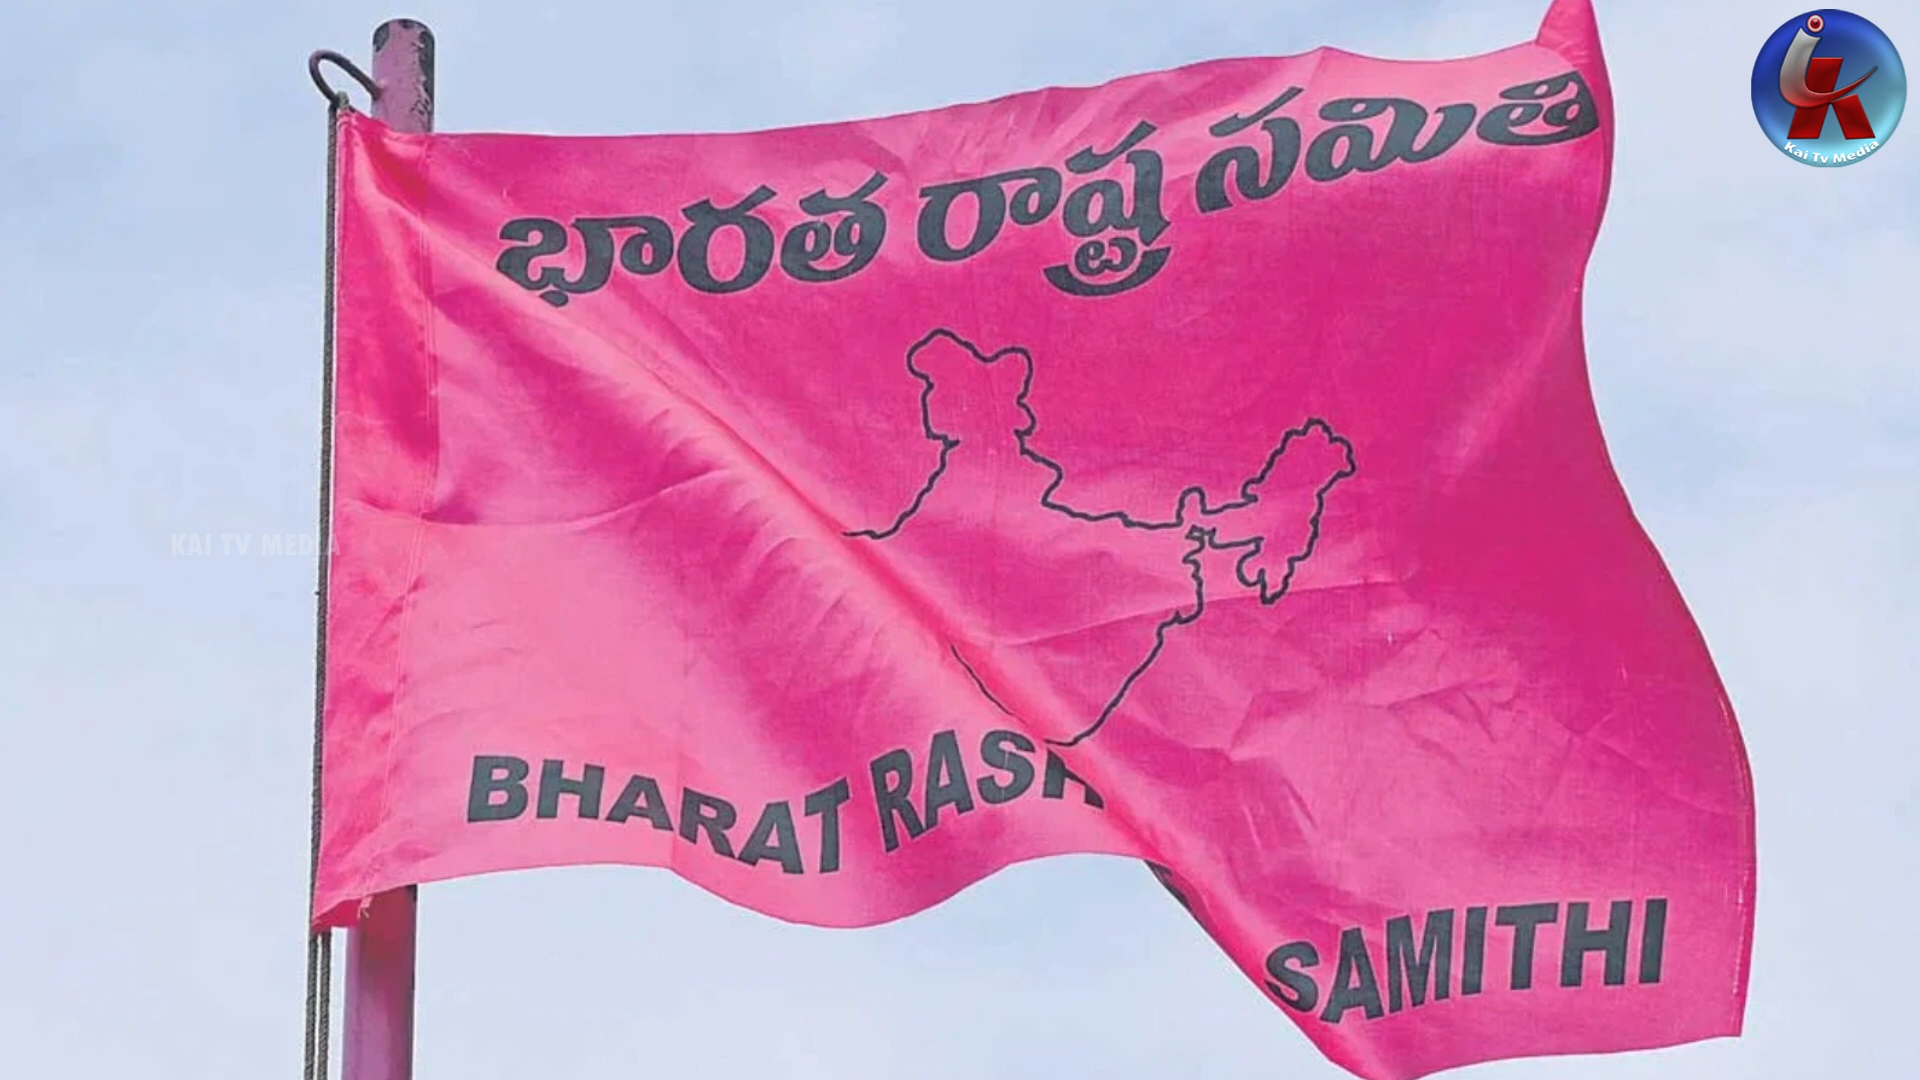 Kai Tv Media
భారత రాష్ట్ర సమితి
KAI TV MEDIA
BHARAT RASH
SAMITHI